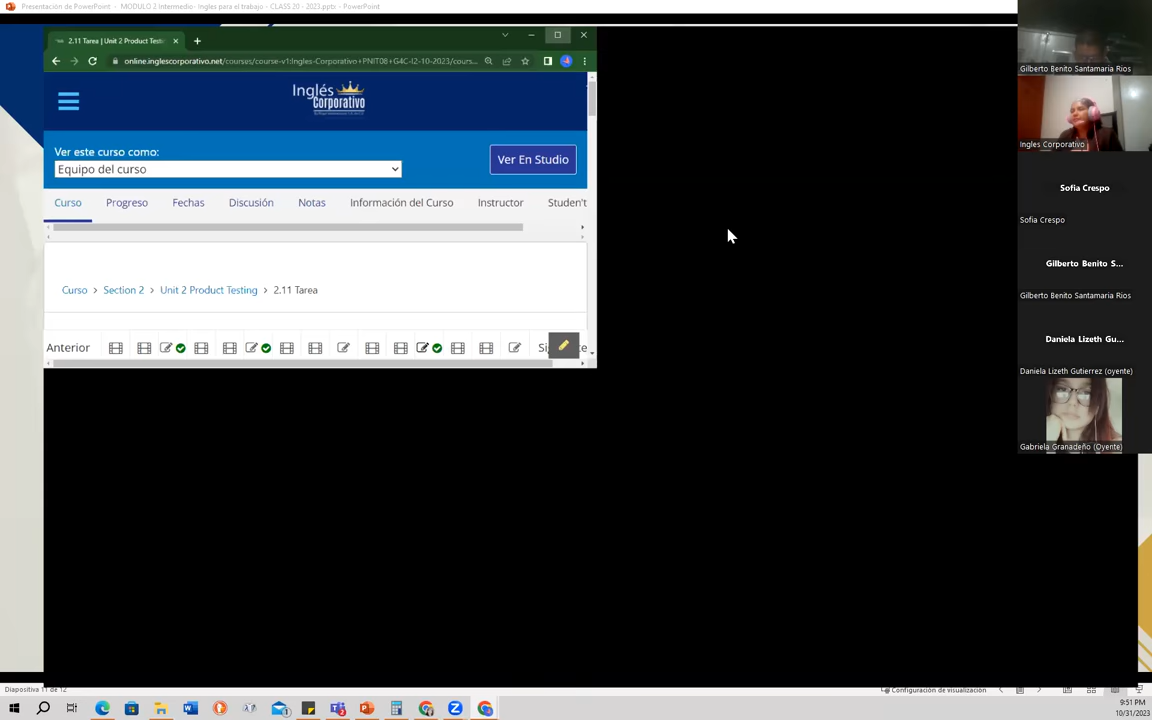 Presentación de PowerPoint - MODULO 2 Intermedio- Ingles para el trabajo - CLASS 20 - 2023.pptx - PowerPoint
2.11 Tarea | Unit 2 Product Testi
online.inglescorporativo.net/courses/course-v1:Ingles-Corporativo+PNIT08+G4C-I2-10-2023/cours...
Inglés
Corporativo
Ver este curso como:
Equipo del curso
Ver En Studio
Curso
Progreso
Fechas
Discusión
Notas
Información del Curso
Instructor
Student
Curso > Section 2 > Unit 2 Product Testing > 2.11 Tarea
Anterior
Gilberto Benito Santamaria Rios
Ingles Corporativo
Sofia Crespo
Sofia Crespo
Gilberto Benito S...
Gilberto Benito Santamaria Rios
Daniela Lizeth Gu...
Daniela Lizeth Gutierrez (oyente)
Gabriela Granadeño (Oyente)
Diapositiva 11 de 12
Configuración de visualización
9:51 PM
10/31/2023